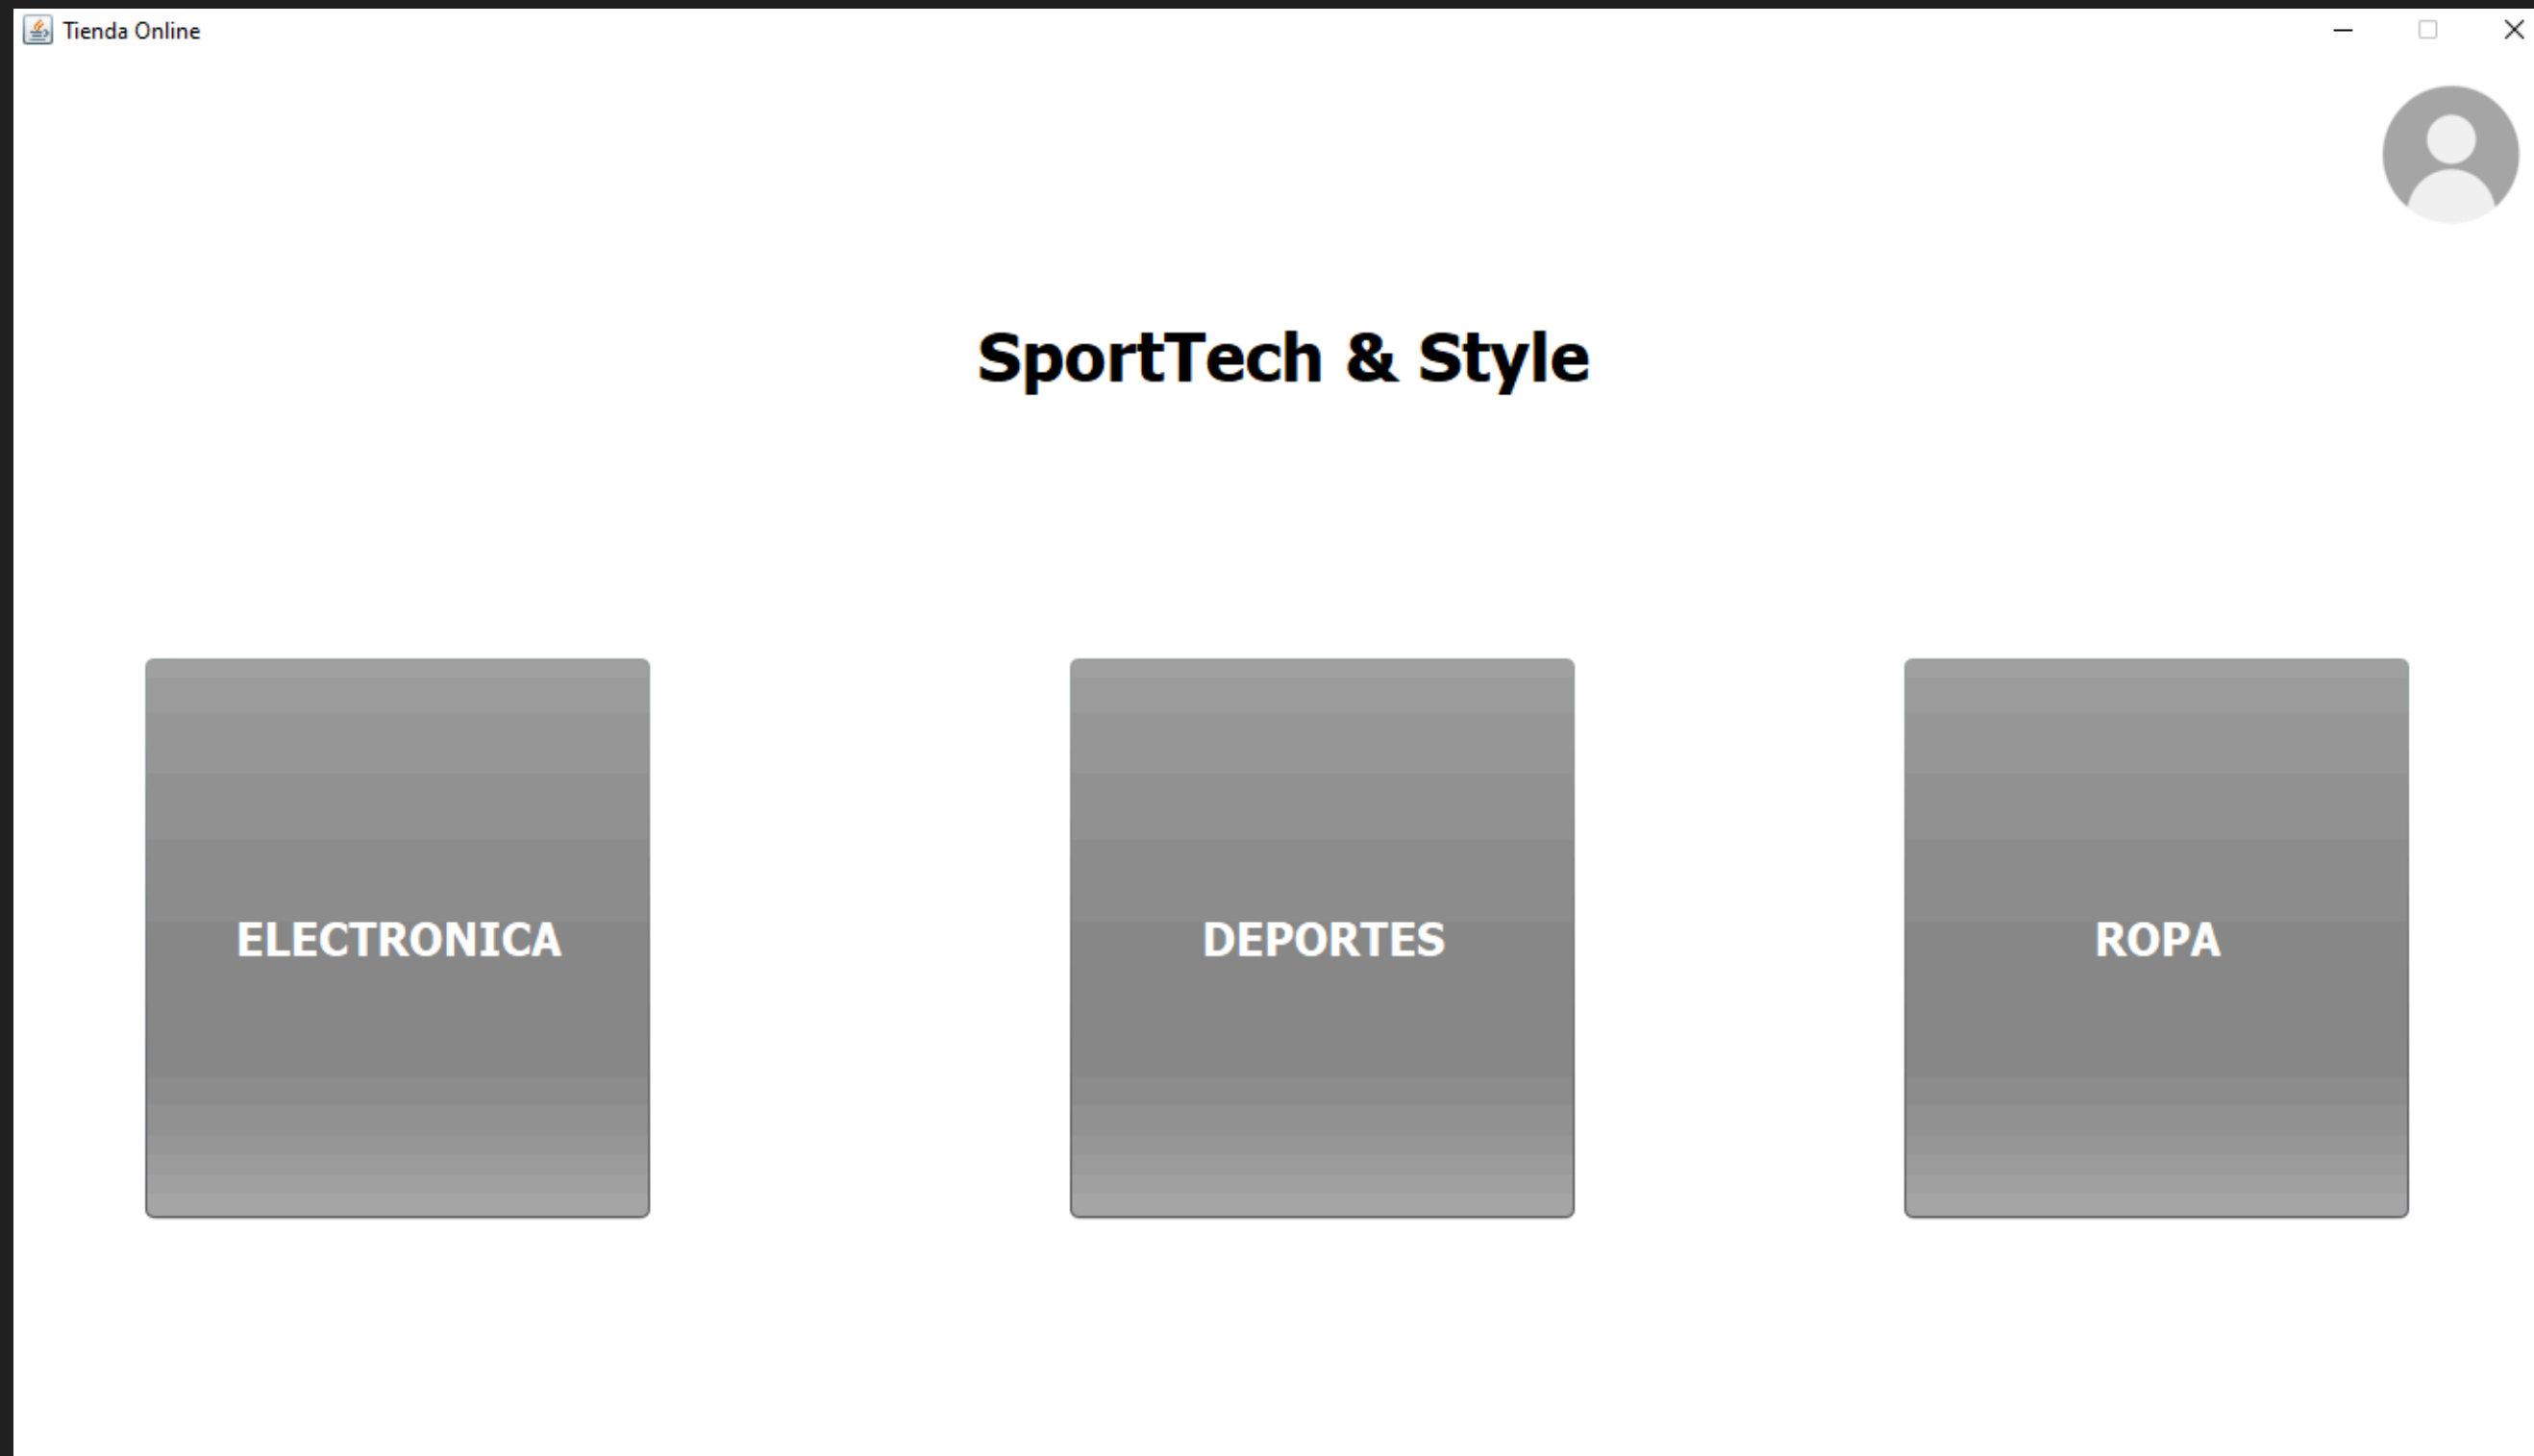 Tienda Online
SportTech & Style
ELECTRONICA
DEPORTES
ROPA